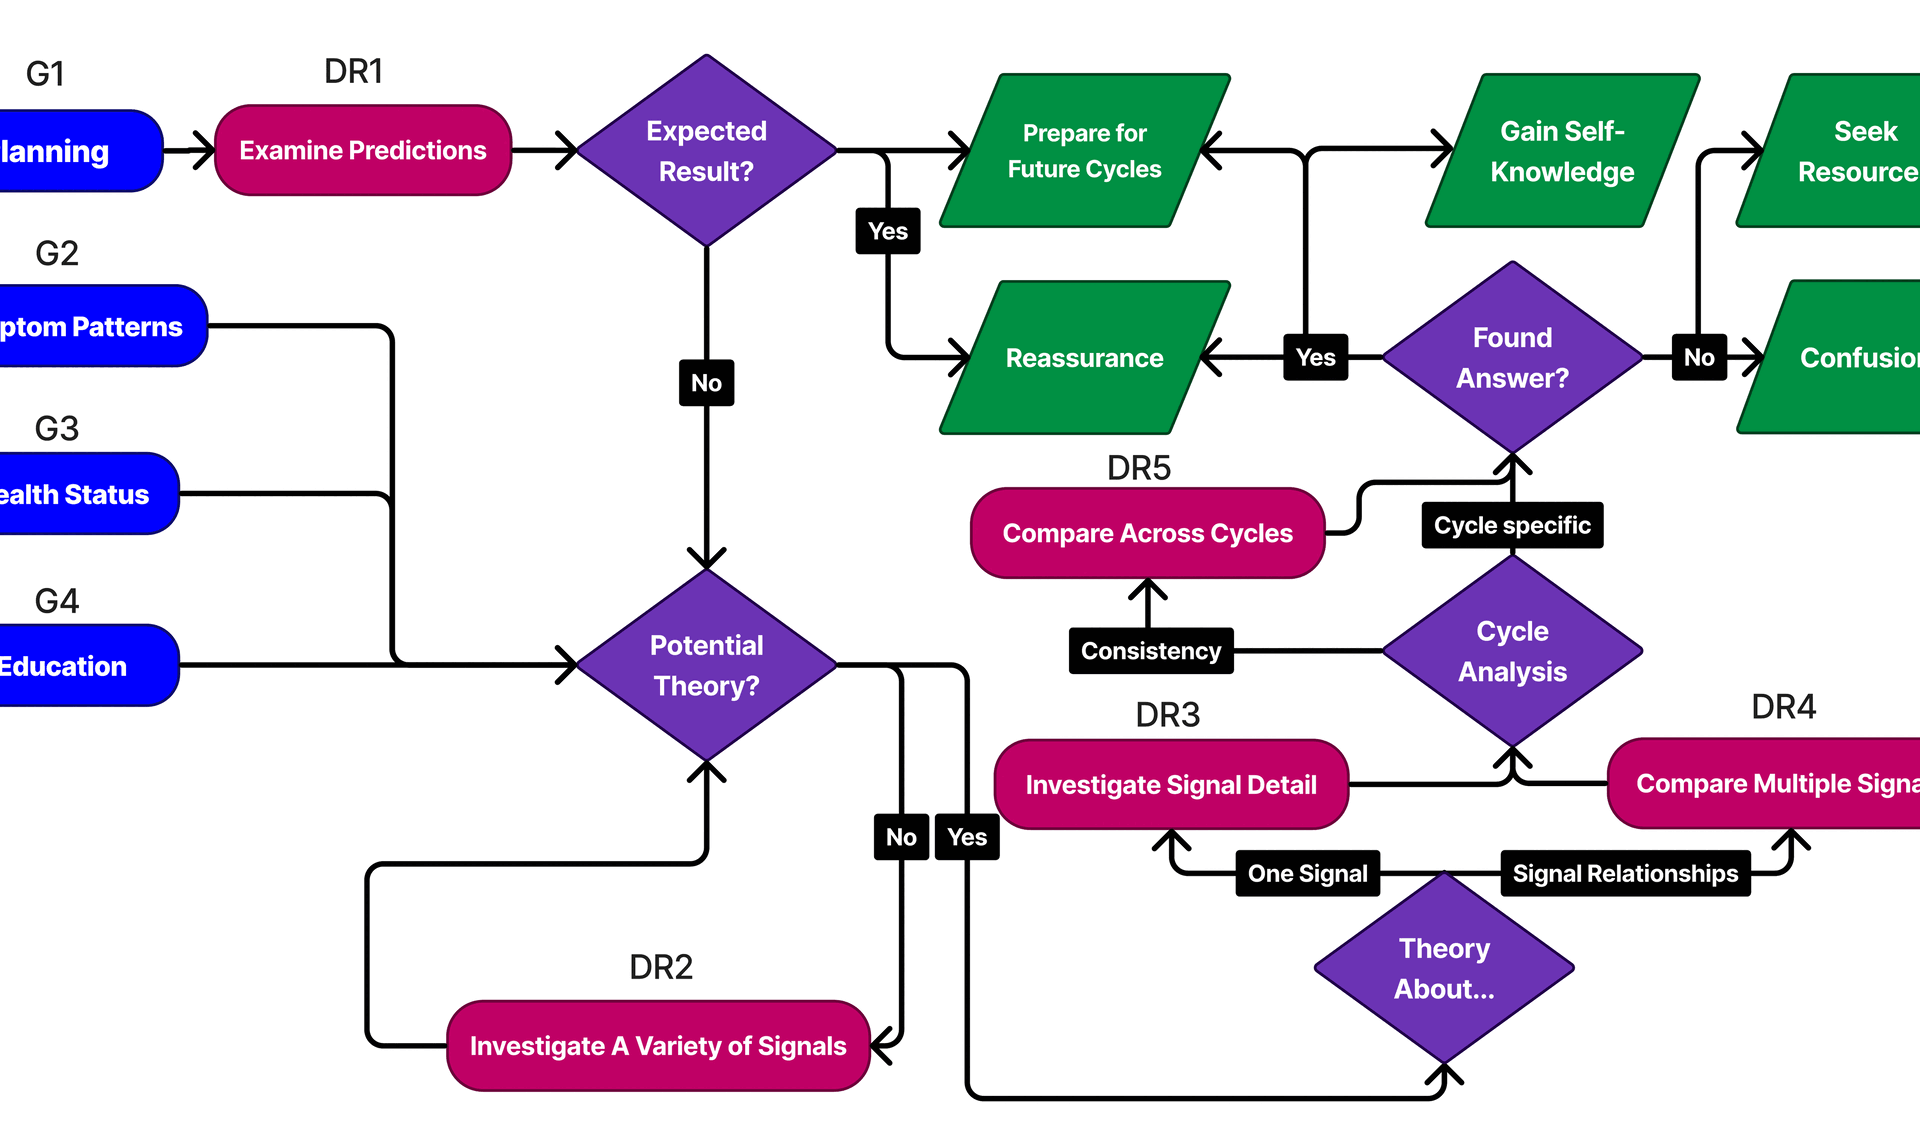 G1
lanning
DR1
Examine Predictions
Expected
Result?
Prepare for
Future Cycles
Gain Self-
Knowledge
Seek
Resource
Yes
G2
ptom Patterns
No
Reassurance
Yes
Found
Answer?
No
Confusion
G3
ealth Status
DR5
Compare Across Cycles
Cycle specific
G4
Education
Potential
Theory?
Consistency
Cycle
Analysis
DR3
Investigate Signal Detail
DR4
Compare Multiple Signa
No
Yes
One Signal
Signal Relationships
Theory
About...
DR2
Investigate A Variety of Signals